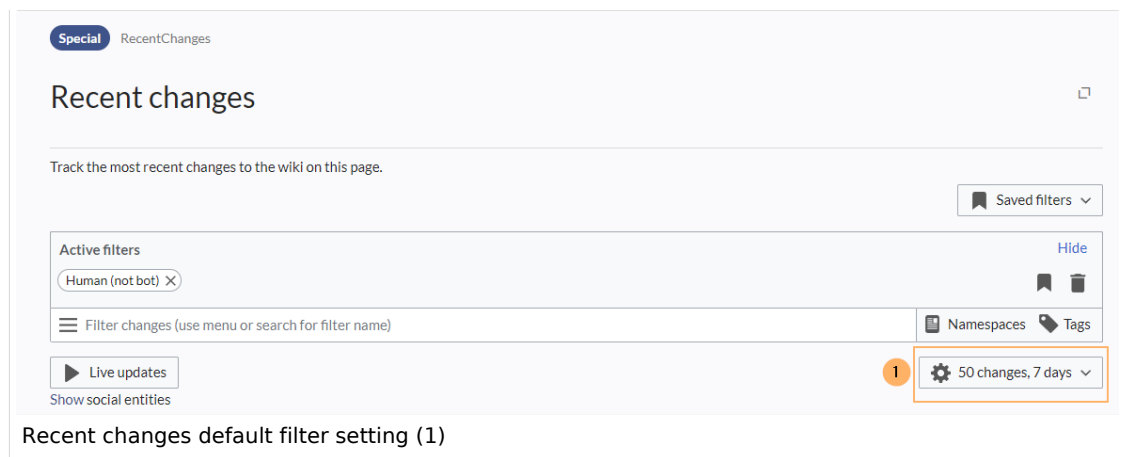 Special RecentChanges
Recent changes
Track the most recent changes to the wiki on this page.
Saved filters
Active filters Hide
Human (not bot)
Filter changes (use menu or search for filter name) Namespaces Tags
Live updates 1 50 changes, 7 days
Show social entities
Recent changes default filter setting (1)